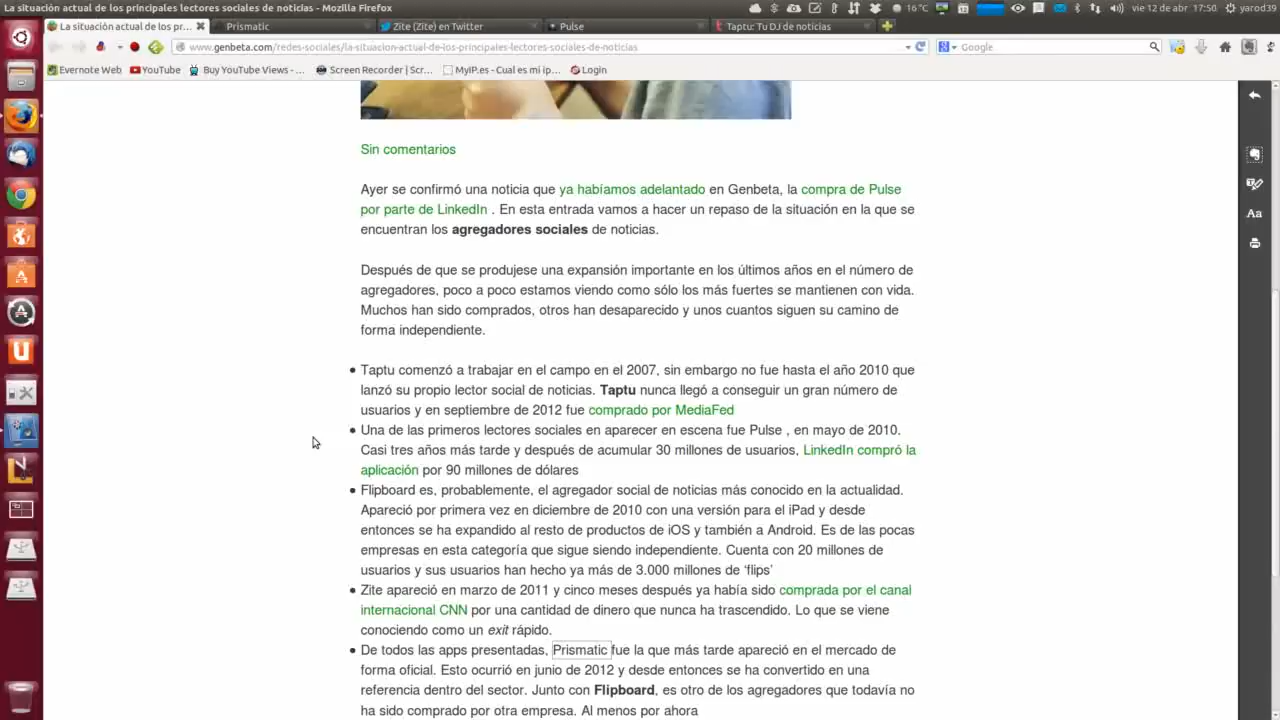 La situación actual de los principales lectores sociales de noticias - Mozilla Firefox
16°C
vie 12 de abr 17:50
yarod39
La situación actual de los pr...
Prismatic
Zite (Zite) en Twitter
Pulse
Taptu: Tu DJ de noticias
www.genbeta.com/redes-sociales/la-situacion-actual-de-los-principales-lectores-sociales-de-noticias
Google
Evernote Web
YouTube
Buy YouTube Views - ...
Screen Recorder | Scr...
MyIP.es - Cual es mi ip...
Login
Sin comentarios
Ayer se confirmó una noticia que ya habíamos adelantado en Genbeta, la compra de Pulse
por parte de LinkedIn . En esta entrada vamos a hacer un repaso de la situación en la que se
encuentran los agregadores sociales de noticias.
Después de que se produjese una expansión importante en los últimos años en el número de
agregadores, poco a poco estamos viendo como sólo los más fuertes se mantienen con vida.
Muchos han sido comprados, otros han desaparecido y unos cuantos siguen su camino de
forma independiente.
Taptu comenzó a trabajar en el campo en el 2007, sin embargo no fue hasta el año 2010 que
lanzó su propio lector social de noticias. Taptu nunca llegó a conseguir un gran número de
usuarios y en septiembre de 2012 fue comprado por MediaFed
Una de las primeros lectores sociales en aparecer en escena fue Pulse , en mayo de 2010.
Casi tres años más tarde y después de acumular 30 millones de usuarios, LinkedIn compró la
aplicación por 90 millones de dólares
Flipboard es, probablemente, el agregador social de noticias más conocido en la actualidad.
Apareció por primera vez en diciembre de 2010 con una versión para el iPad y desde
entonces se ha expandido al resto de productos de iOS y también a Android. Es de las pocas
empresas en esta categoría que sigue siendo independiente. Cuenta con 20 millones de
usuarios y sus usuarios han hecho ya más de 3.000 millones de ‘flips’
Zite apareció en marzo de 2011 y cinco meses después ya había sido comprada por el canal
internacional CNN por una cantidad de dinero que nunca ha trascendido. Lo que se viene
conociendo como un exit rápido.
De todos las apps presentadas, Prismatic fue la que más tarde apareció en el mercado de
forma oficial. Esto ocurrió en junio de 2012 y desde entonces se ha convertido en una
referencia dentro del sector. Junto con Flipboard, es otro de los agregadores que todavía no
ha sido comprado por otra empresa. Al menos por ahora
Aa